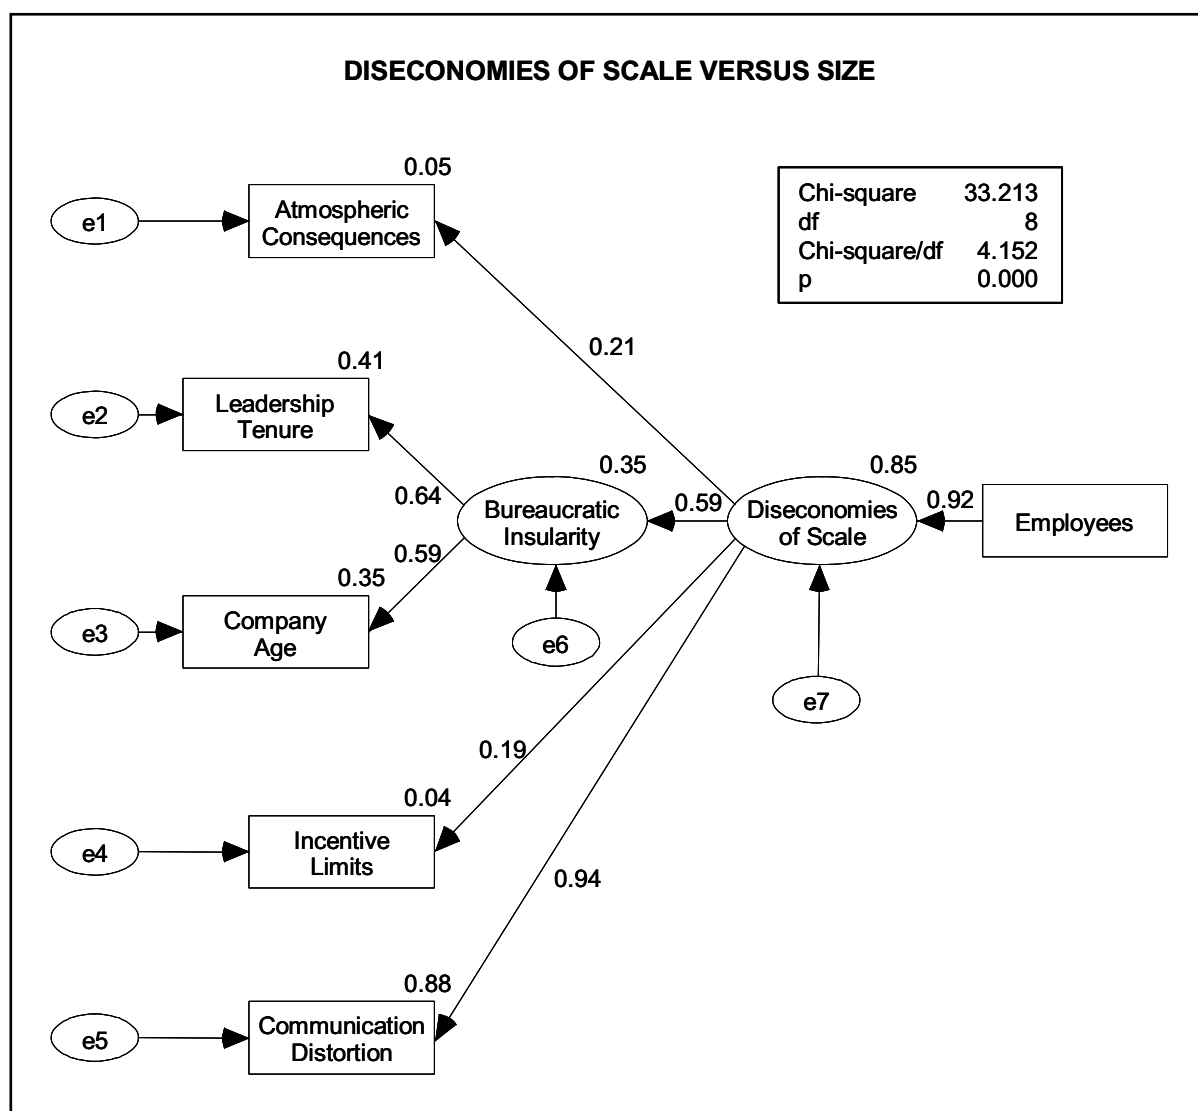 DISECONOMIES OF SCALE VERSUS SIZE
0.05
e1
Atmospheric
Consequences
Chi-square 33.213
df 8
Chi-square/df 4.152
p 0.000
0.21
0.41
e2
Leadership
Tenure
0.64
0.35
Bureaucratic
Insularity
0.59
0.85
Diseconomies
of Scale
0.92
Employees
0.59
0.35
e3
Company
Age
e6
e7
0.19
0.04
e4
Incentive
Limits
0.94
0.88
e5
Communication
Distortion